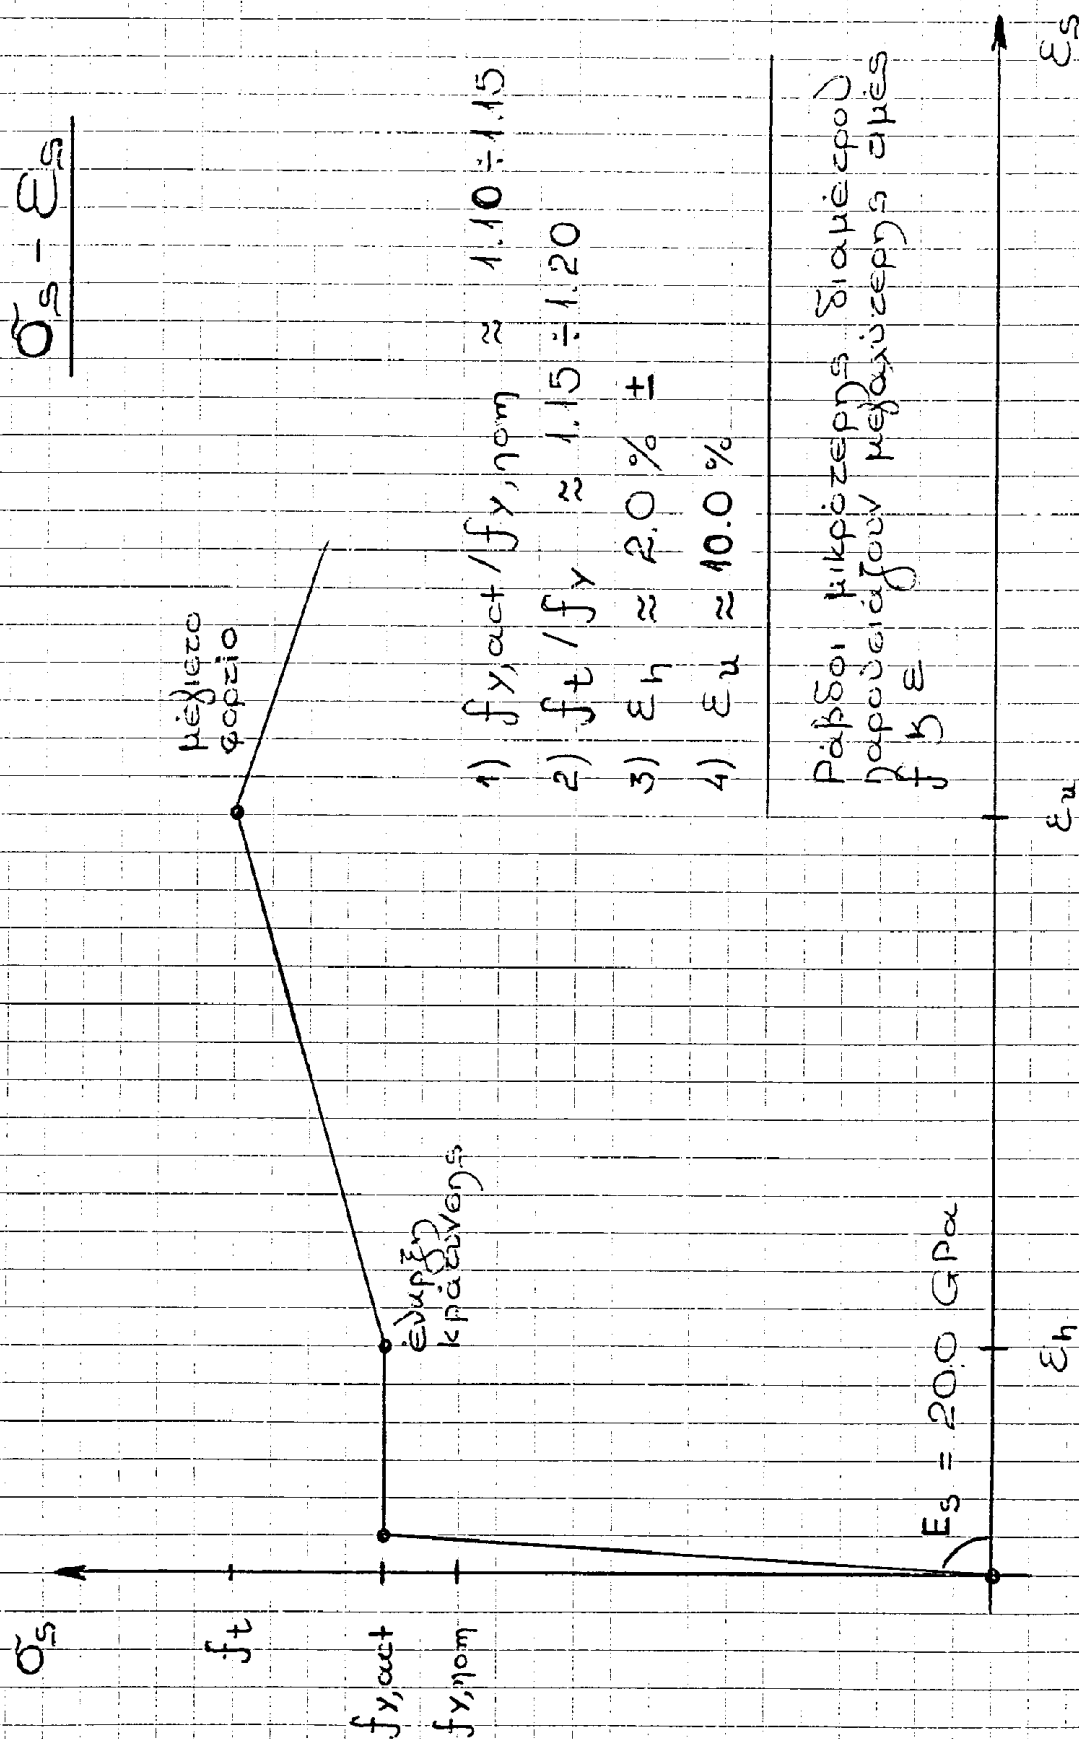 σs - εs
σs
ft
fy,act
fy,nom
μέγιστο
φορτίο
έναρξη
κράτυνσης
1) fy,act / fy,nom ≈ 1.10 ÷ 1.15
2) ft / fy ≈ 1.15 ÷ 1.20
3) εh ≈ 2.0 % ±
4) εu ≈ 10.0 %
Ράβδοι μικρότερης διαμέτρου
παρουσιάζουν μεγαλύτερης τιμές
f & ε
Es = 200 GPa
εh
εu
εs